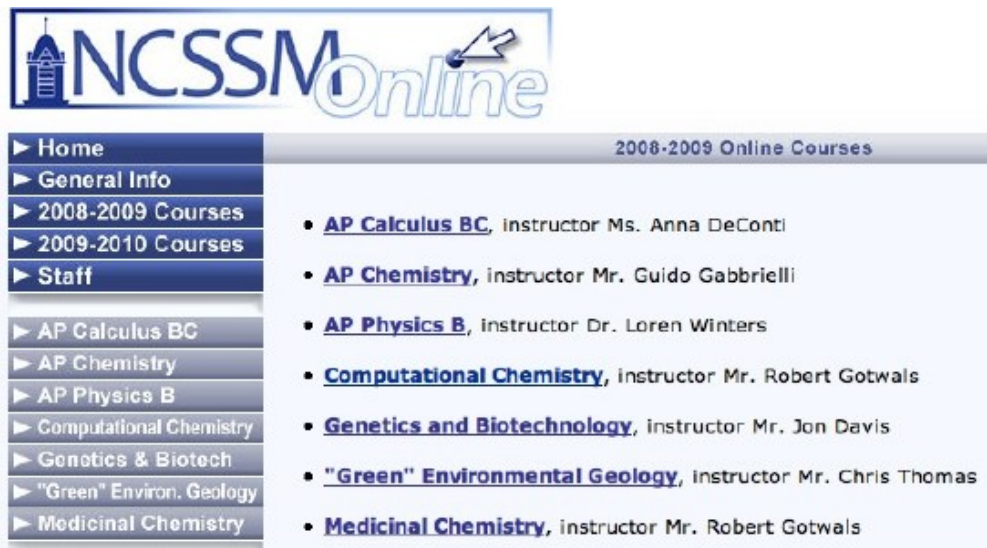 NCSSM Online
Home
General Info
2008-2009 Courses
2009-2010 Courses
Staff
AP Calculus BC
AP Chemistry
AP Physics B
Computational Chemistry
Genetics & Biotech
"Green" Environ. Geology
Medicinal Chemistry
2008-2009 Online Courses
AP Calculus BC, instructor Ms. Anna DeConti
AP Chemistry, instructor Mr. Guido Gabbrielli
AP Physics B, instructor Dr. Loren Winters
Computational Chemistry, instructor Mr. Robert Gotwals
Genetics and Biotechnology, instructor Mr. Jon Davis
"Green" Environmental Geology, instructor Mr. Chris Thomas
Medicinal Chemistry, instructor Mr. Robert Gotwals